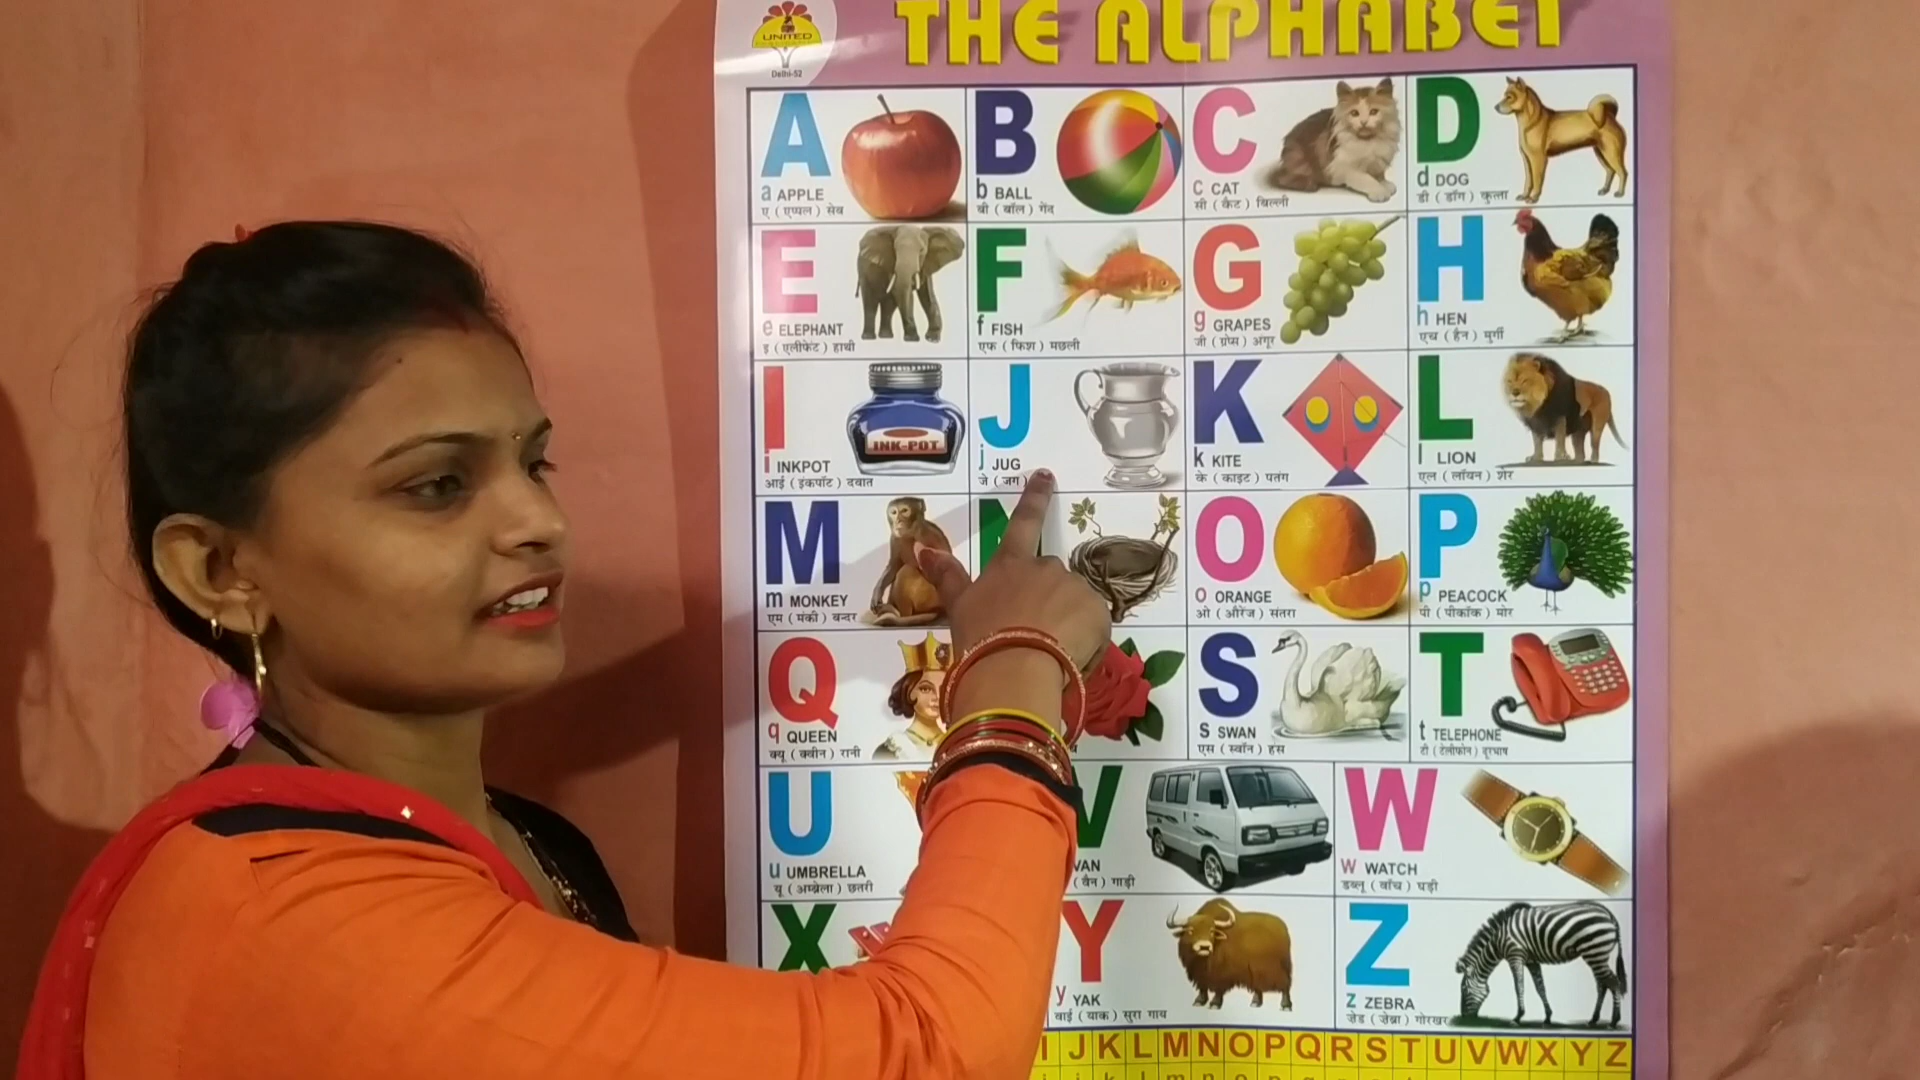 THE ALPHABET
UNITED
Delhi-52
A
a APPLE
ए ( एप्पल ) सेब
B
b BALL
बी ( बॉल ) गेंद
C
c CAT
सी ( कैट ) बिल्ली
D
d DOG
डी ( डॉग ) कुत्ता
E
e ELEPHANT
इ ( एलीफेंट ) हाथी
F
f FISH
एफ ( फिश ) मछली
G
g GRAPES
जी ( ग्रेप्स ) अंगूर
H
h HEN
एच ( हैन ) मुर्गी
I
INK-POT
i INKPOT
आई ( इंकपॉट ) दवात
J
j JUG
जे ( जग )
K
k KITE
के ( काइट ) पतंग
L
l LION
एल ( लॉयन ) शेर
M
m MONKEY
एम ( मंकी ) बन्दर
N
O
o ORANGE
ओ ( औरेंज ) संतरा
P
p PEACOCK
पी ( पीकॉक ) मोर
Q
q QUEEN
क्यू ( क्वीन ) रानी
S
s SWAN
एस ( स्वॉन ) हंस
T
t TELEPHONE
टी ( टेलीफोन ) दूरभाष
U
u UMBRELLA
यू ( अम्ब्रेला ) छतरी
V
VAN
( वैन ) गाड़ी
W
w WATCH
डब्लू ( वॉच ) घड़ी
X
Y
y YAK
वाई ( याक ) सुरा गाय
Z
z ZEBRA
जेड ( जेब्रा ) गोरखर
I J K L M N O P Q R S T U V W X Y Z